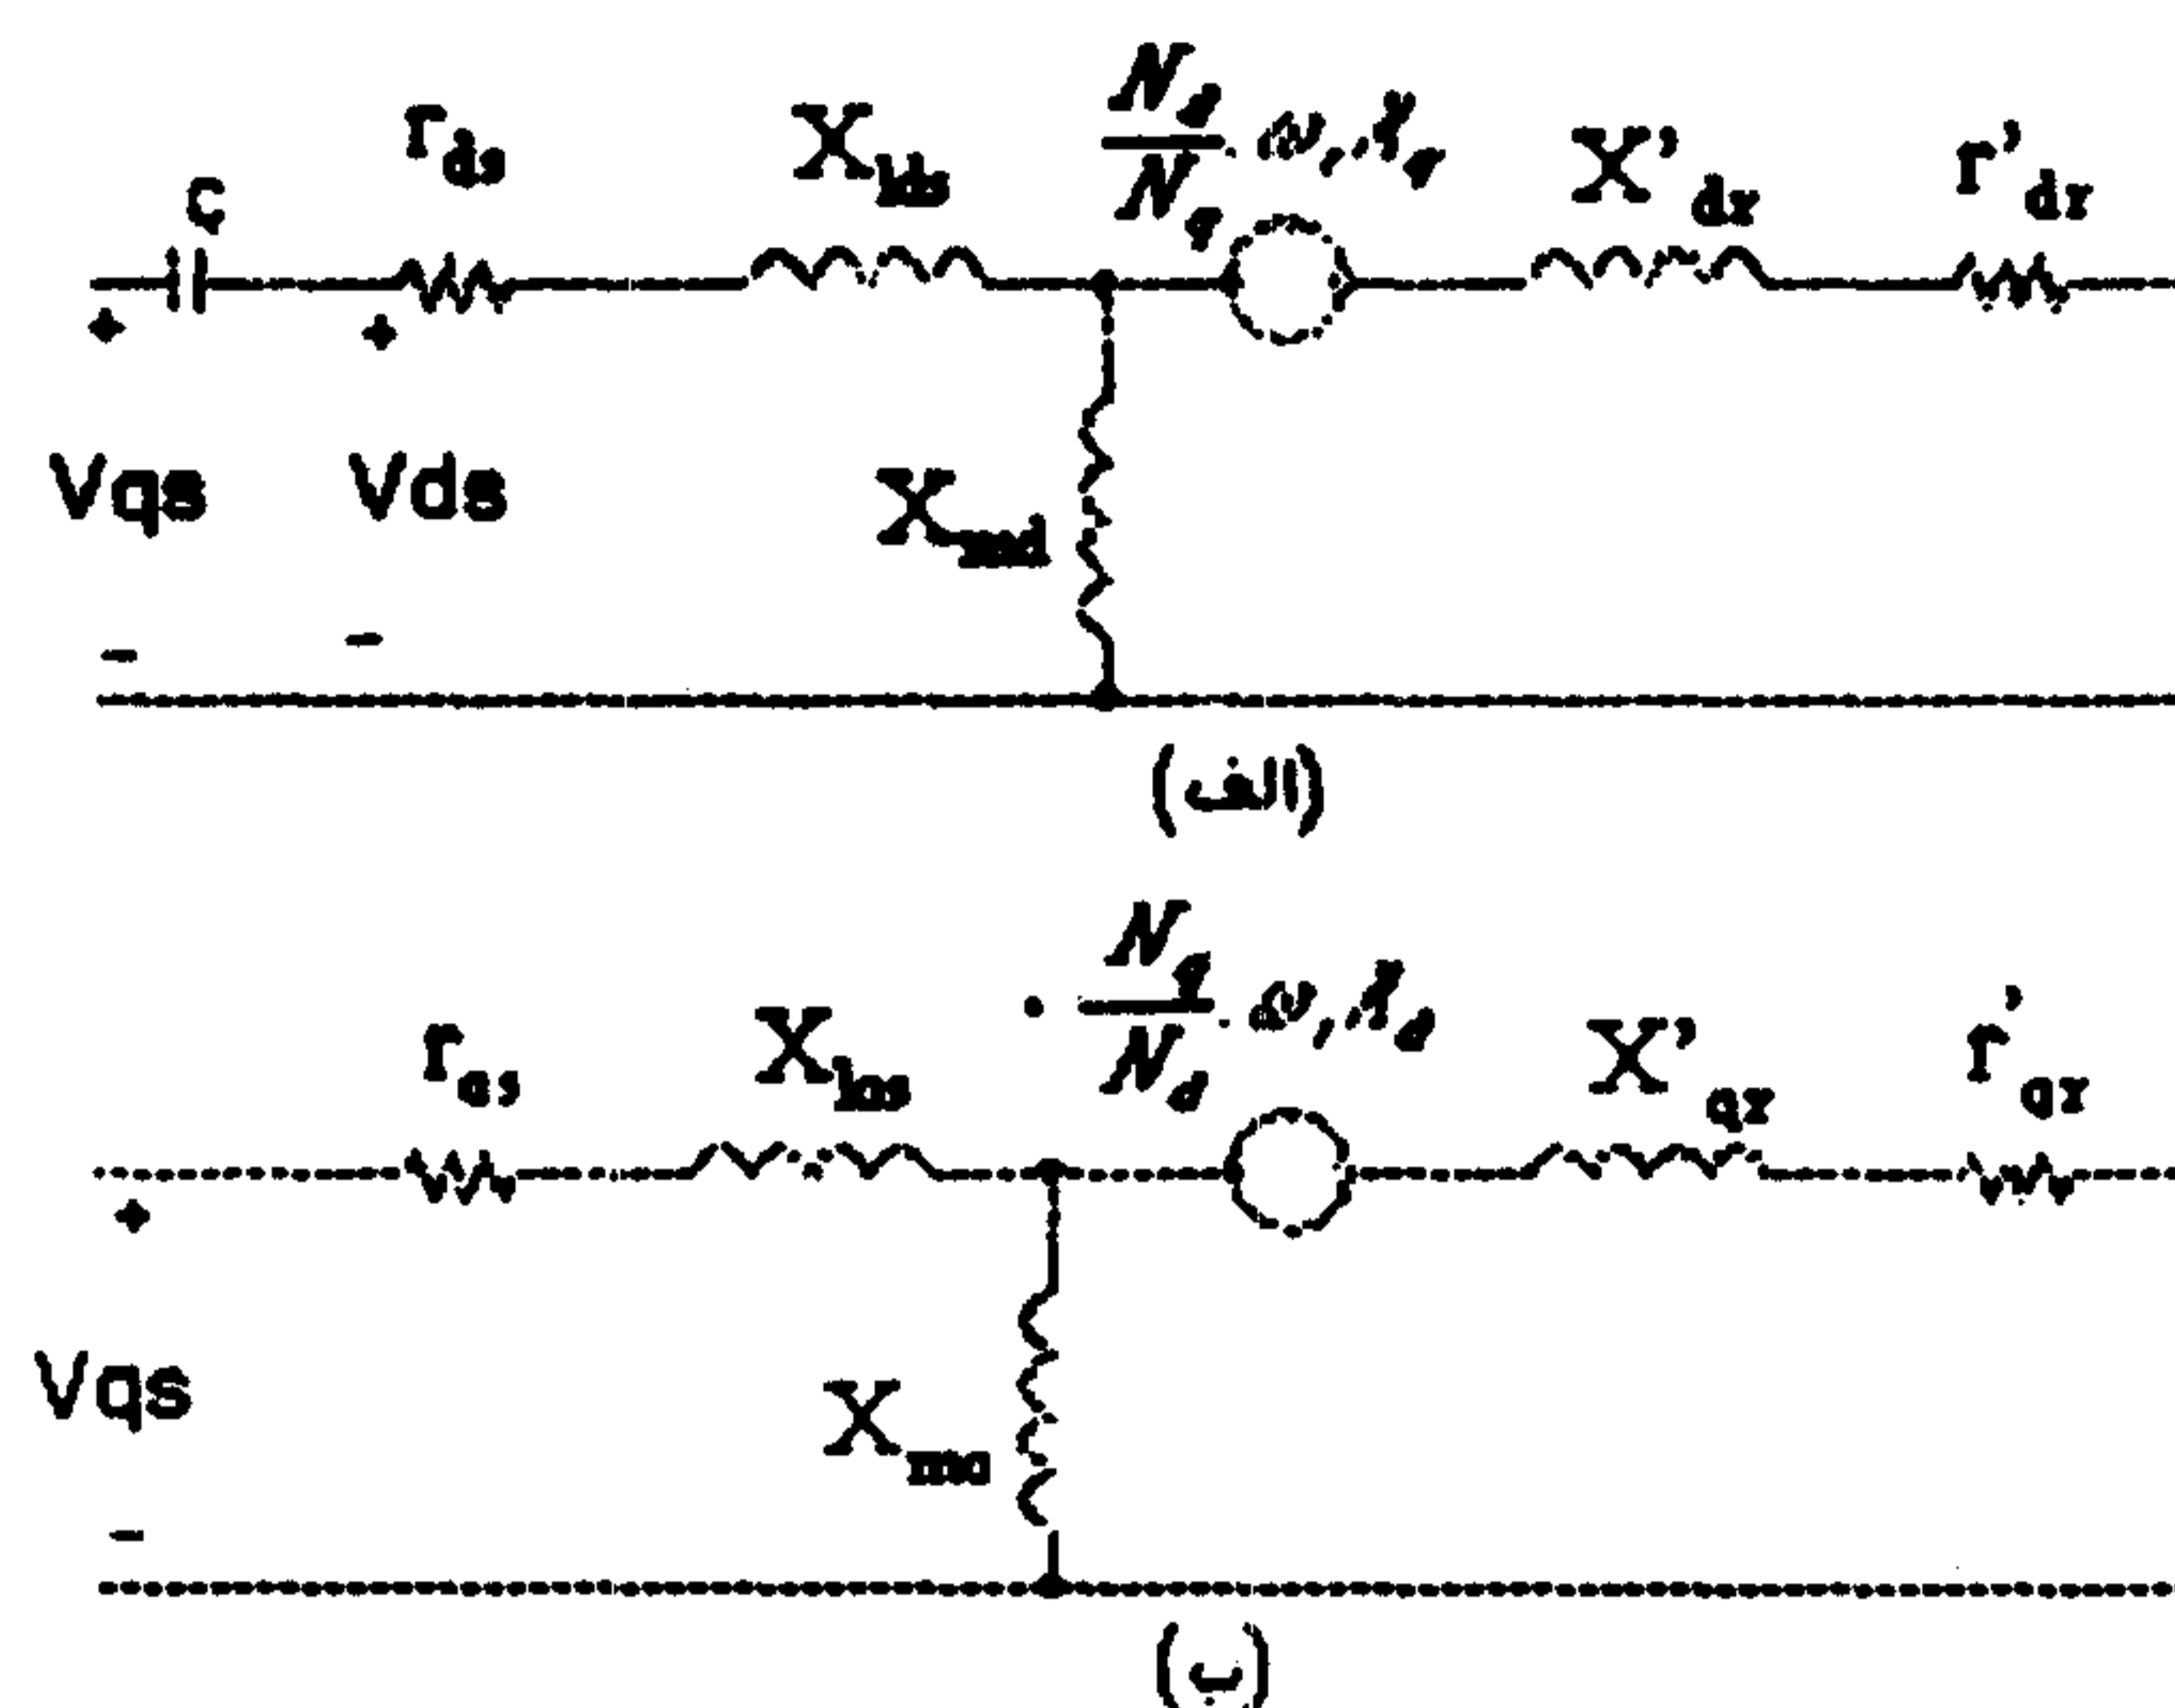 N_d
c r_ds X_lds N_q . ω_r λ_q X'_dr r'_dr
Vqs Vds X_md
(الف)
N_q
r_qs X_lqs N_d . ω_r λ_d X'_qr r'_qr
Vqs X_mq
(ب)